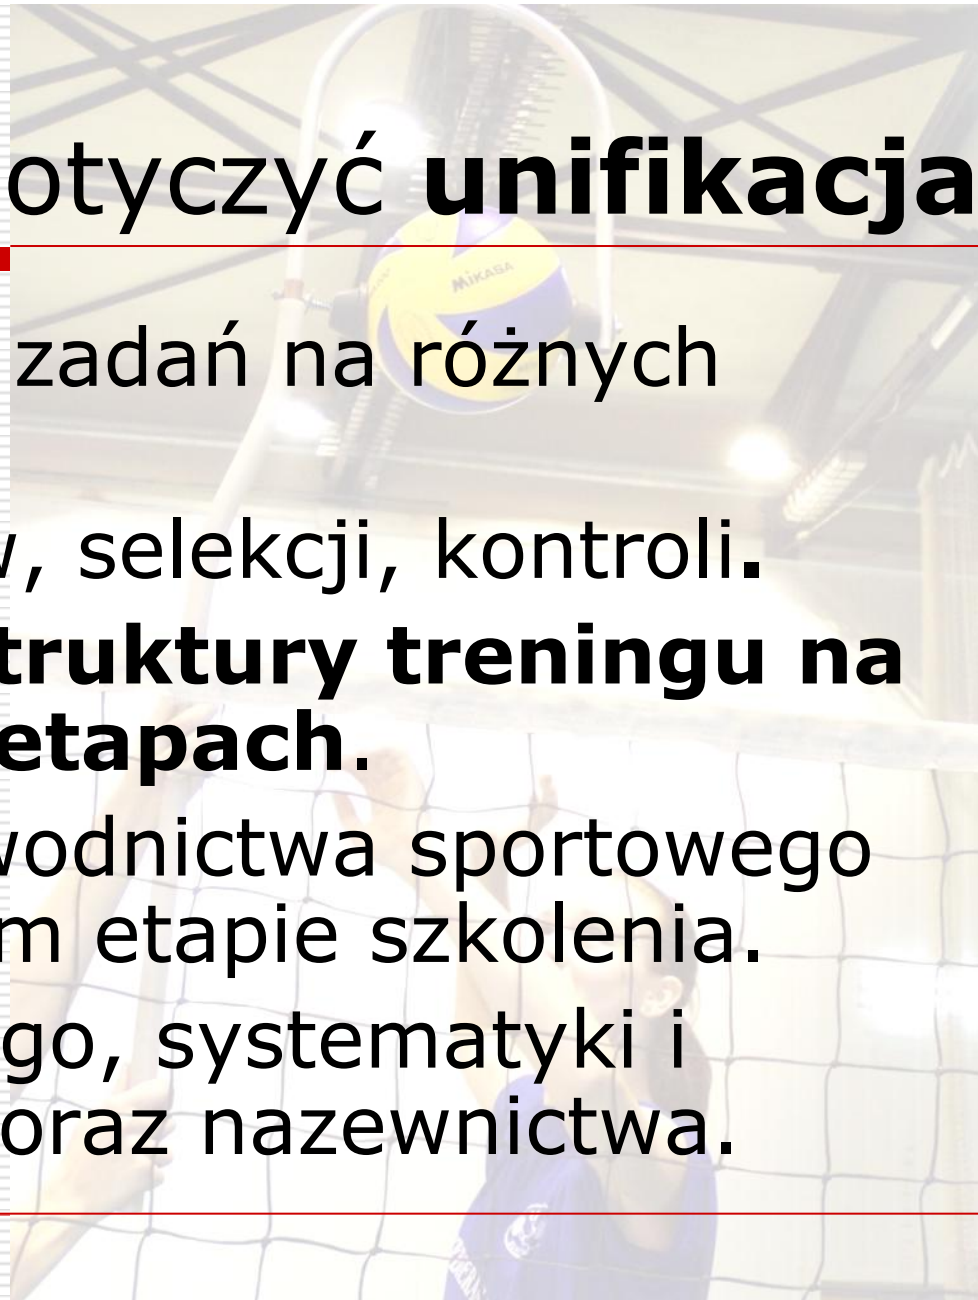 otyczyć unifikacja
MIKASA
zadań na różnych
, selekcji, kontroli.
truktury treningu na
etapach.
wodnictwa sportowego
m etapie szkolenia.
go, systematyki i
oraz nazewnictwa.